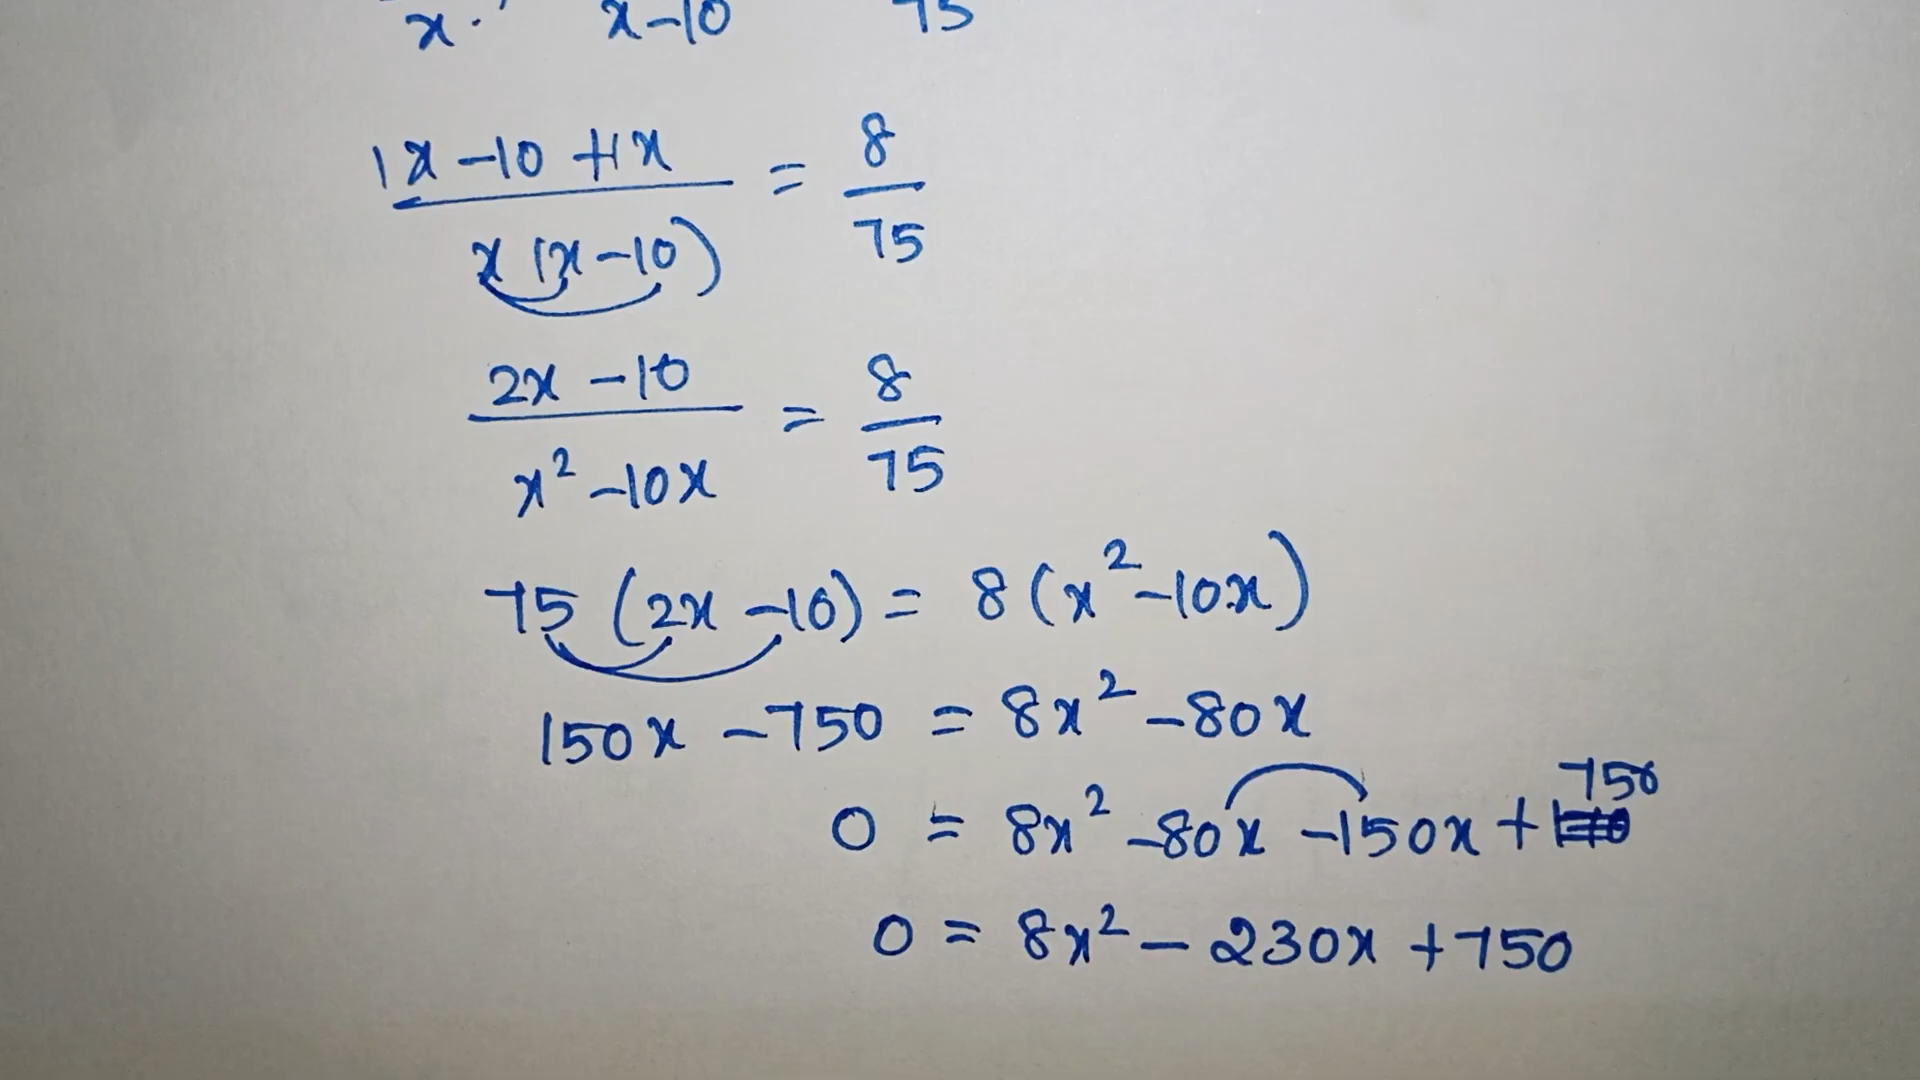 x . x-10 75
1x -10 +1x / x(x-10) = 8/75
2x -10 / x² -10x = 8/75
75 (2x -10) = 8(x² -10x)
150x -750 = 8x² -80x
750
0 = 8x² -80x -150x +
0 = 8x² - 230x +750